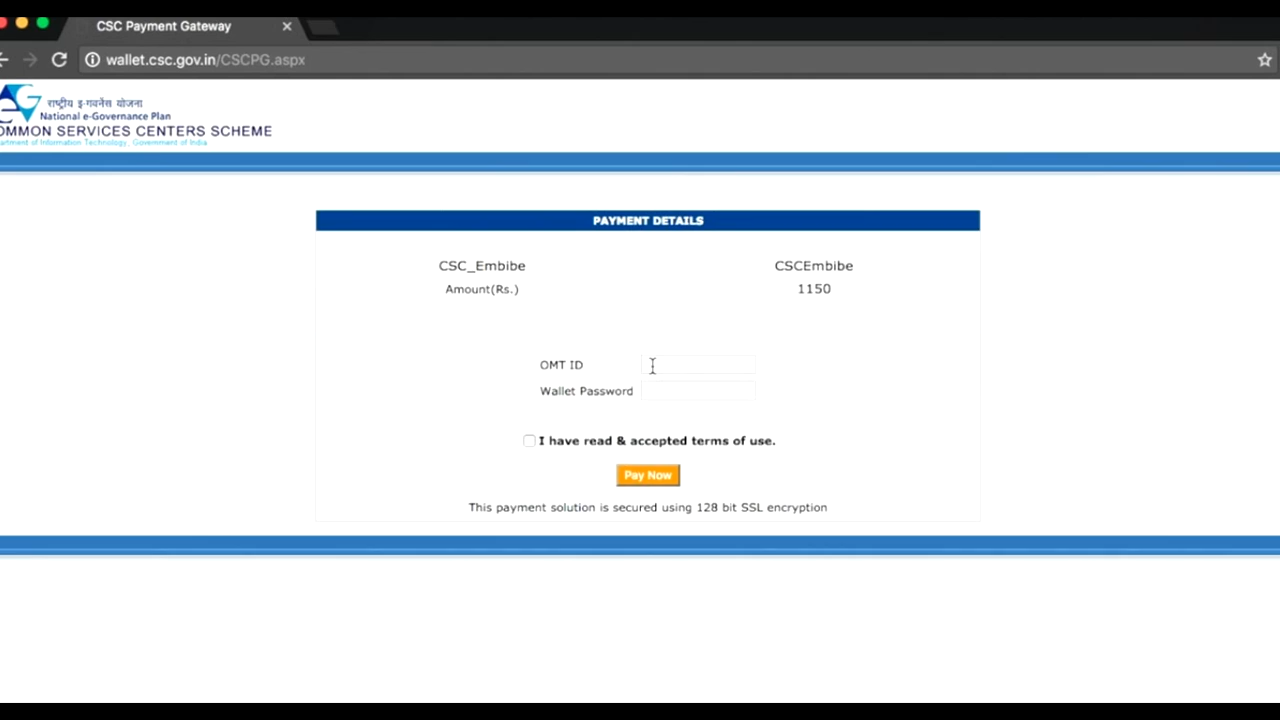 CSC Payment Gateway
wallet.csc.gov.in/CSCPG.aspx
राष्ट्रीय इ-गवर्नेंस योजना
National e-Governance Plan
OMMON SERVICES CENTERS SCHEME
artment of Information Technology, Government of India
PAYMENT DETAILS
CSC_Embibe CSCEmbibe
Amount(Rs.) 1150
OMT ID
Wallet Password
I have read & accepted terms of use.
Pay Now
This payment solution is secured using 128 bit SSL encryption